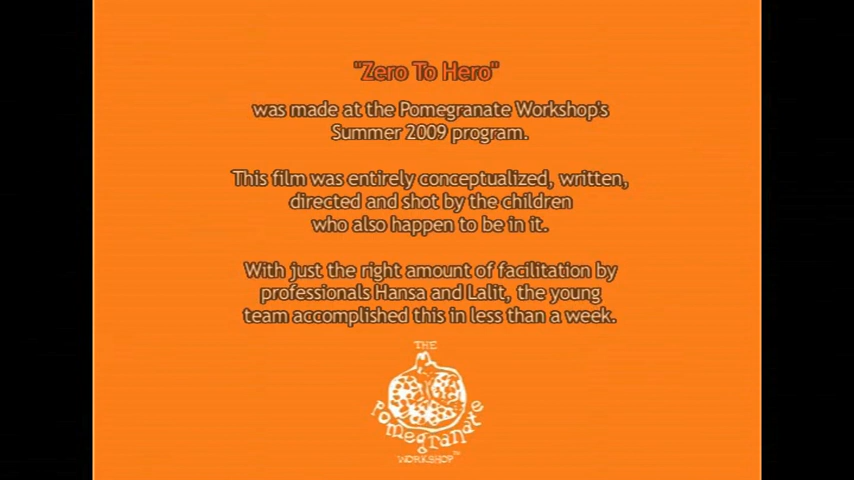 "Zero To Hero"
was made at the Pomegranate Workshop's
Summer 2009 program.
This film was entirely conceptualized, written,
directed and shot by the children
who also happen to be in it.
With just the right amount of facilitation by
professionals Hansa and Lalit, the young
team accomplished this in less than a week.
THE
Pomegranate
WORKSHOP™